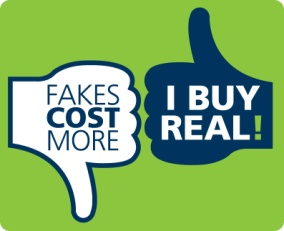 FAKES
COST
MORE
I BUY
REAL!